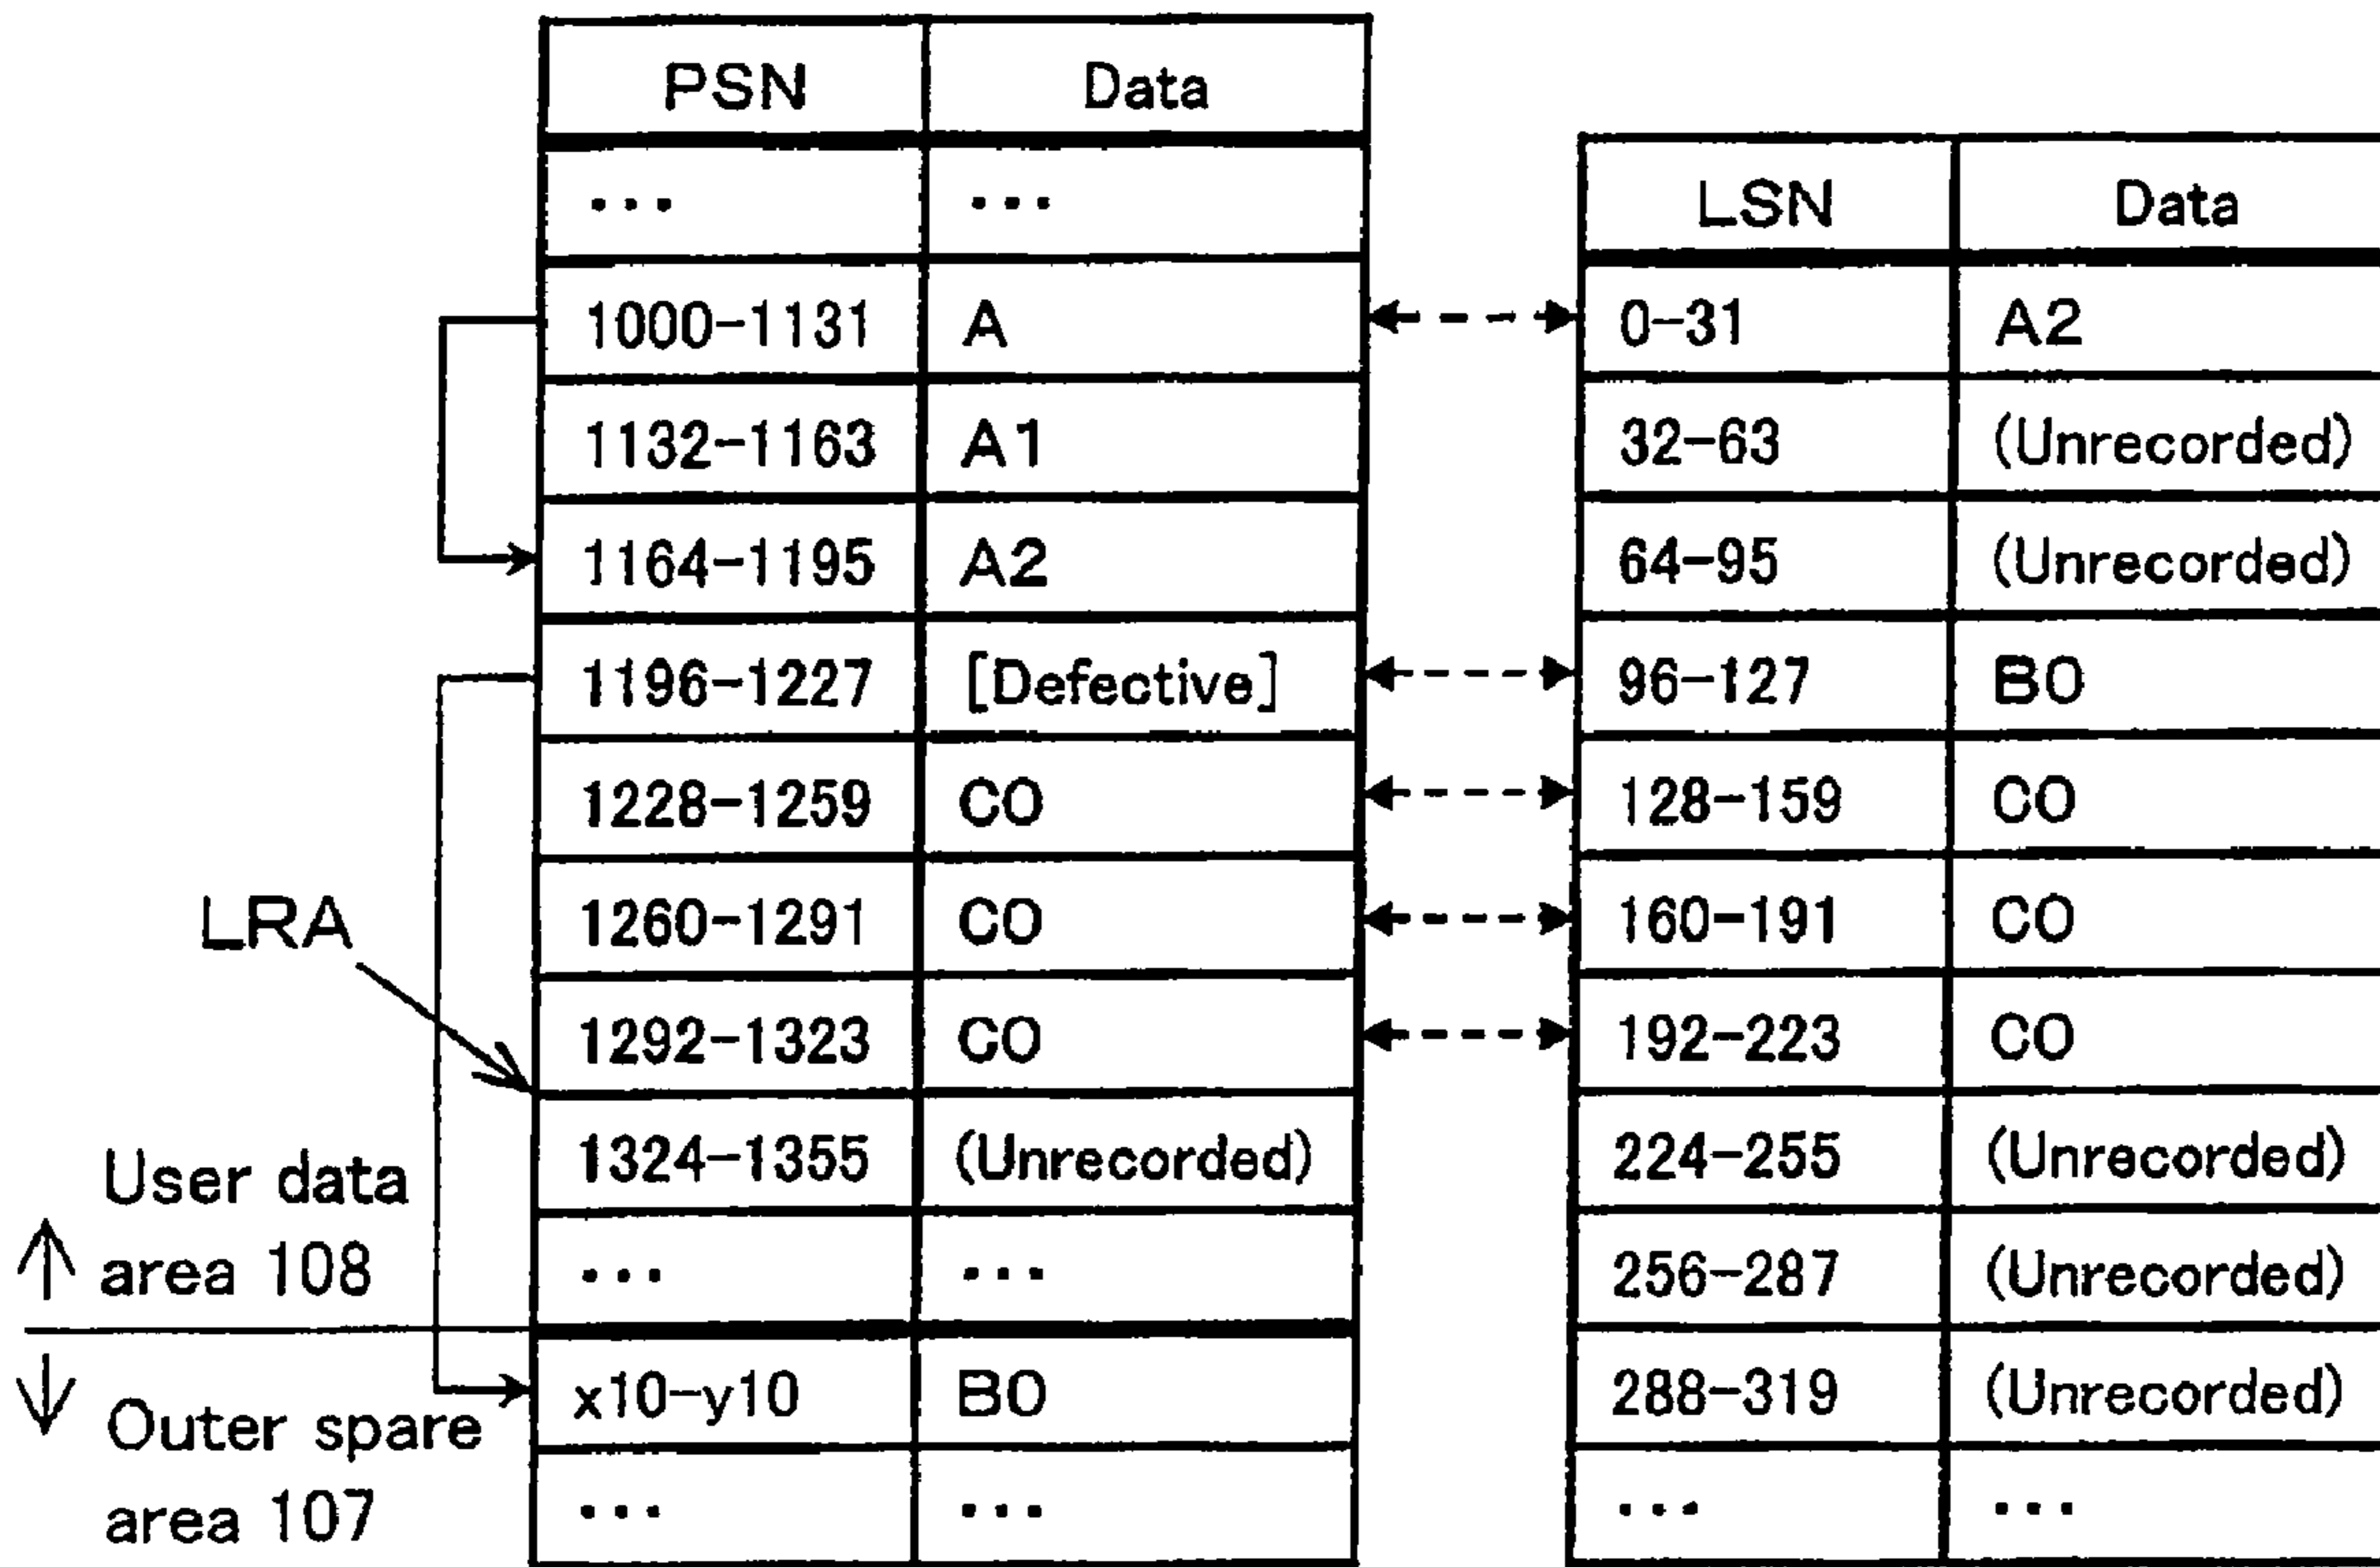 PSN Data
... ...
1000-1131 A
1132-1163 A1
1164-1195 A2
1196-1227 [Defective]
1228-1259 CO
1260-1291 CO
1292-1323 CO
1324-1355 (Unrecorded)
... ...
x10-y10 BO
... ...
LSN Data
0-31 A2
32-63 (Unrecorded)
64-95 (Unrecorded)
96-127 BO
128-159 CO
160-191 CO
192-223 CO
224-255 (Unrecorded)
256-287 (Unrecorded)
288-319 (Unrecorded)
... ...
LRA
User data
area 108
Outer spare
area 107